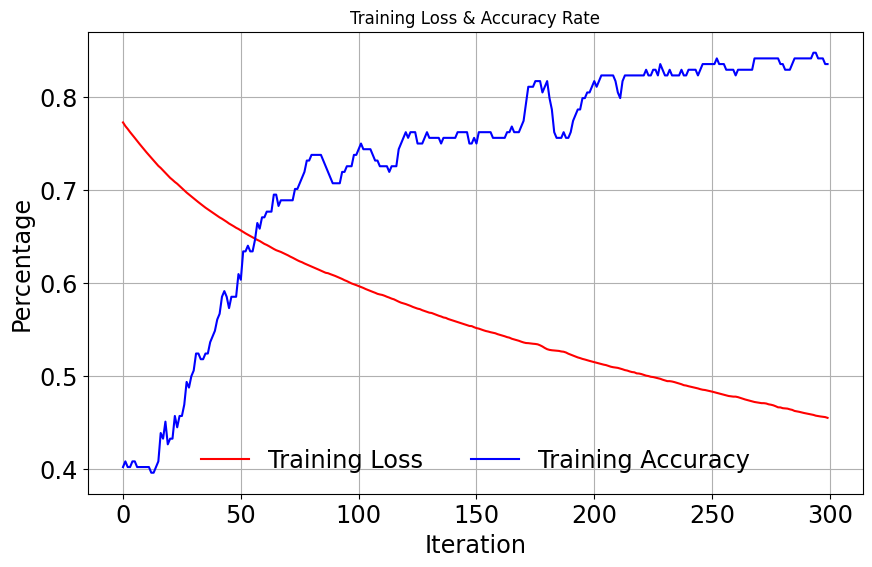 Training Loss & Accuracy Rate
Percentage
0.8
0.7
0.6
0.5
0.4
Training Loss Training Accuracy
0 50 100 150 200 250 300
Iteration